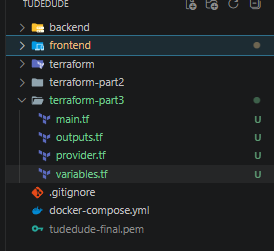 TUDEDUDE
backend
frontend
terraform
terraform-part2
terraform-part3
main.tf U
outputs.tf U
provider.tf U
variables.tf U
.gitignore
docker-compose.yml
tudedude-final.pem